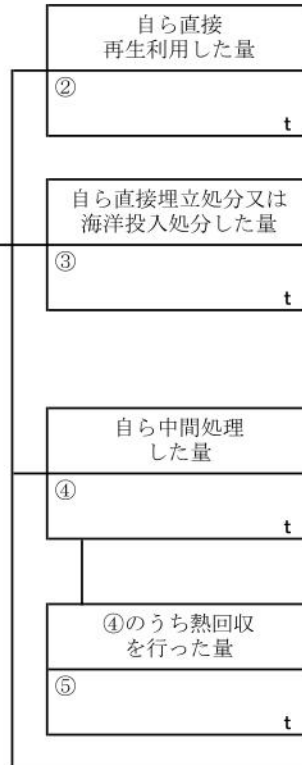 自ら直接
再生利用した量
②
t
自ら直接埋立処分又は
海洋投入処分した量
③
t
自ら中間処理
した量
④
t
④のうち熱回収
を行った量
⑤
t